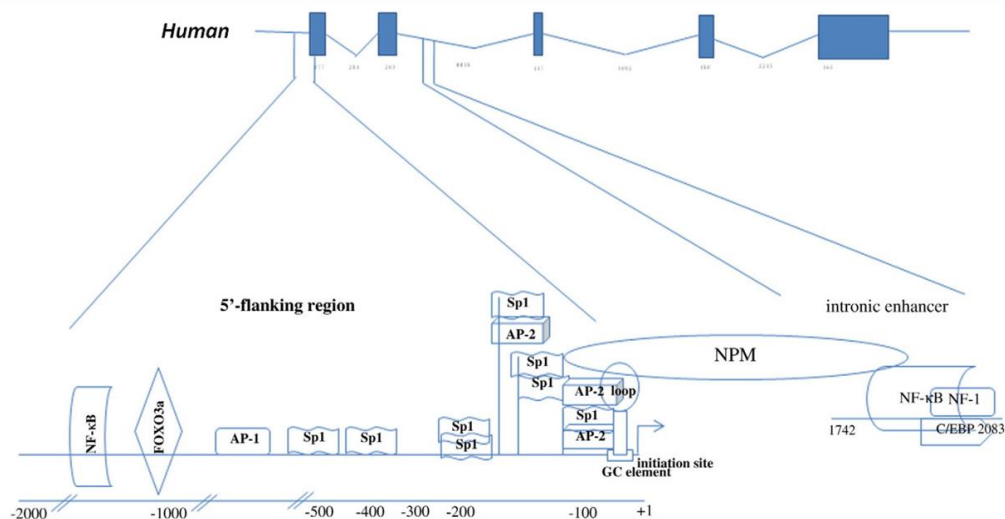 Human
5'-flanking region
intronic enhancer
Sp1
AP-2
NPM
Sp1
Sp1
AP-2 loop
NF-κB
FOXO3a
AP-1
Sp1
Sp1
Sp1
Sp1
Sp1
AP-2
NF-κB NF-1
1742
C/EBP 2083
initiation site
GC element
-2000
-1000
-500
-400
-300
-200
-100
+1